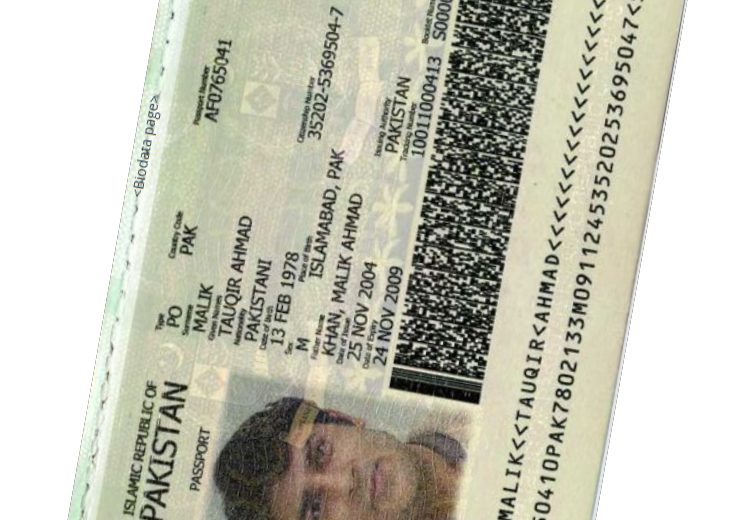 <Biodata page>
ISLAMIC REPUBLIC OF
PAKISTAN
PASSPORT
Type Country Code Passport Number
PO PAK AF0765041
Surname
MALIK
Given Names
TAUQIR AHMAD
Nationality
PAKISTANI
Date of Birth Citizenship Number
13 FEB 1978 35202-5369504-7
Sex Place of Birth
M ISLAMABAD, PAK
Father Name
KHAN, MALIK AHMAD
Date of Issue Issuing Authority
25 NOV 2004 PAKISTAN
Date of Expiry Tracking Number Booklet
24 NOV 2009 10011000413 S000
MALIK<<TAUQIR<AHMAD<<<<<<<<<<<<<<<<<<
50410PAK7802133M09112453520253695047<